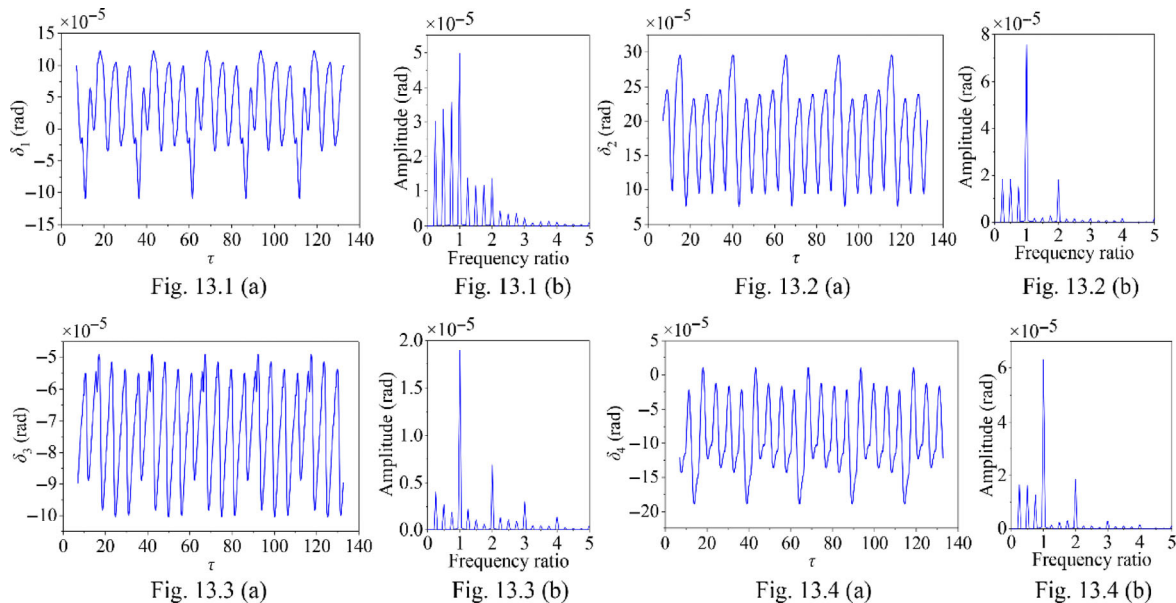 ×10⁻⁵
15
10
5
0
−5
−10
−15
δ₁ (rad)
0 20 40 60 80 100 120 140
τ
Fig. 13.1 (a)
×10⁻⁵
5
4
3
2
1
0
Amplitude (rad)
0 1 2 3 4 5
Frequency ratio
Fig. 13.1 (b)
×10⁻⁵
30
25
20
15
10
5
δ₂ (rad)
0 20 40 60 80 100 120 140
τ
Fig. 13.2 (a)
×10⁻⁵
8
6
4
2
0
Amplitude (rad)
0 1 2 3 4 5
Frequency ratio
Fig. 13.2 (b)
×10⁻⁵
−5
−6
−7
−8
−9
−10
δ₃ (rad)
0 20 40 60 80 100 120 140
τ
Fig. 13.3 (a)
×10⁻⁵
2.0
1.5
1.0
0.5
0.0
Amplitude (rad)
0 1 2 3 4 5
Frequency ratio
Fig. 13.3 (b)
×10⁻⁵
0
−5
−10
−15
−20
δ₄ (rad)
0 20 40 60 80 100 120 140
τ
Fig. 13.4 (a)
×10⁻⁵
6
4
2
0
Amplitude (rad)
0 1 2 3 4 5
Frequency ratio
Fig. 13.4 (b)